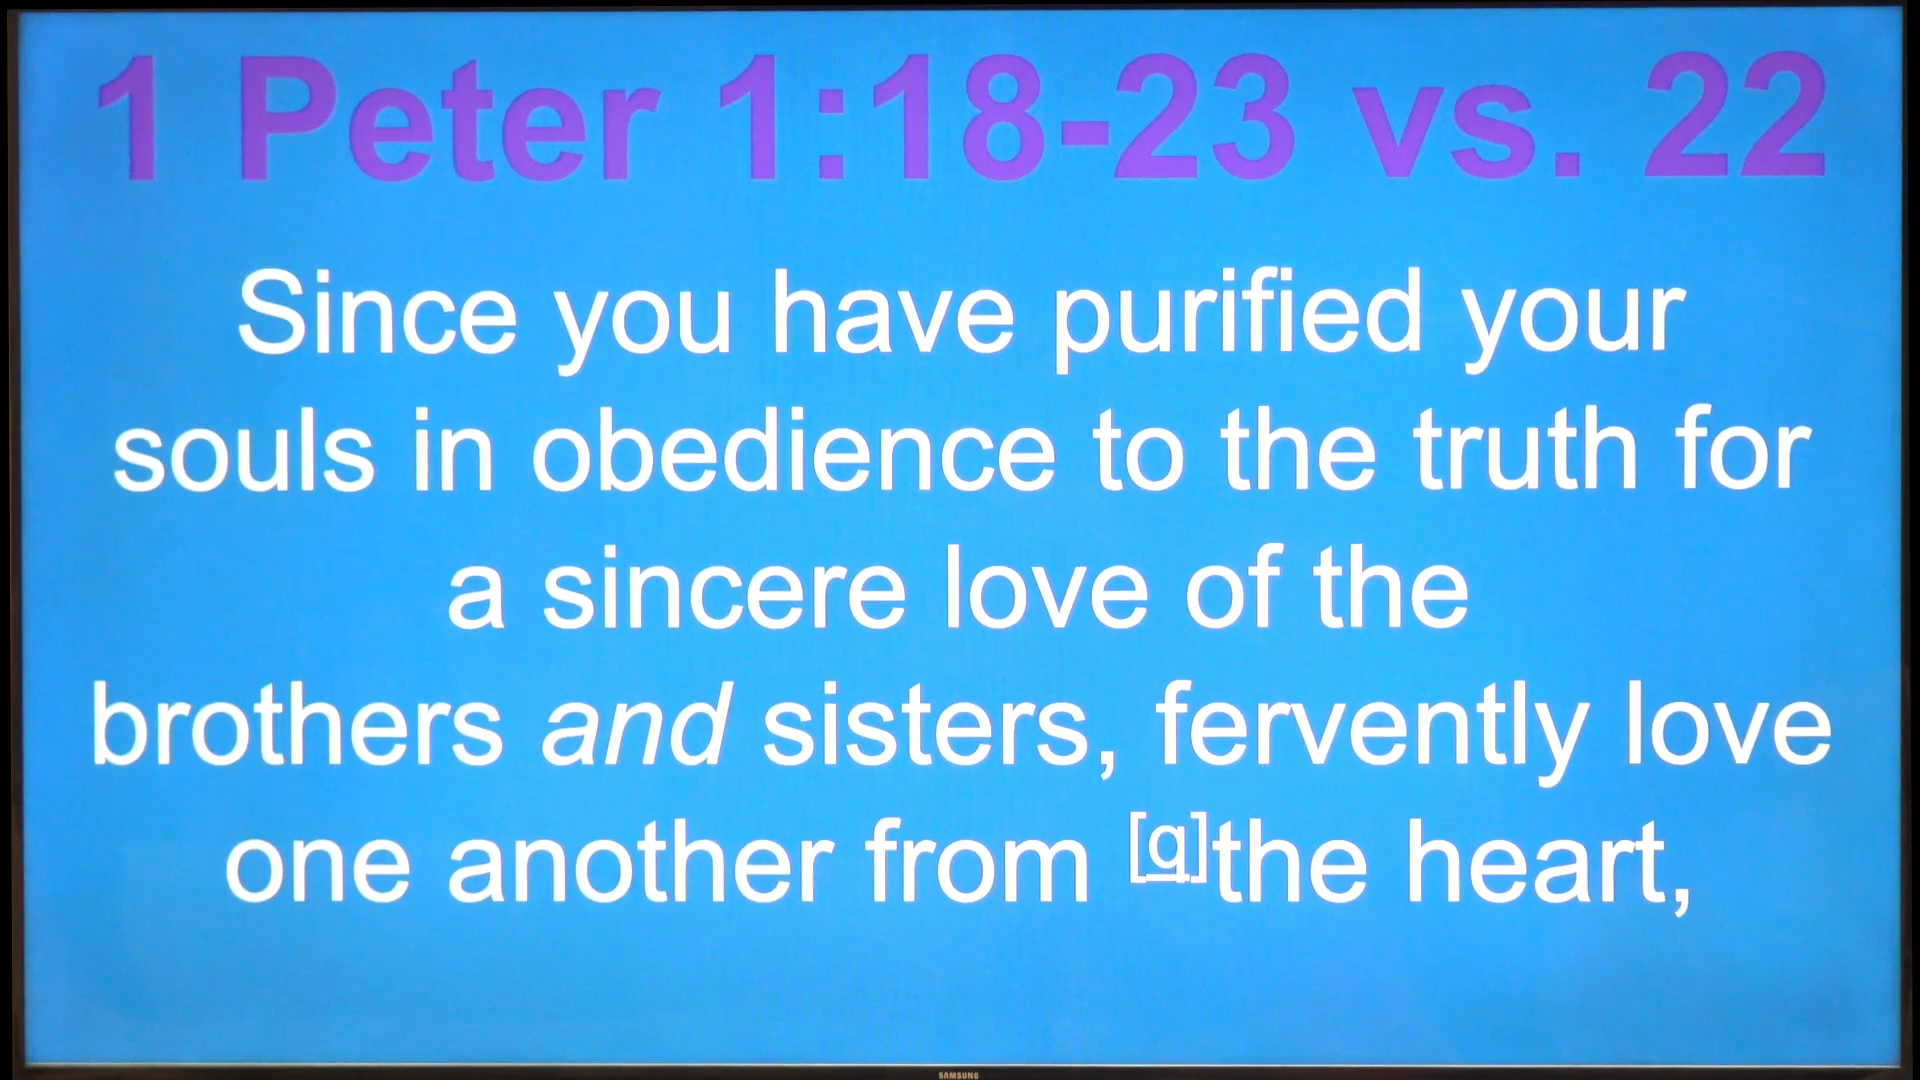 1 Peter 1:18-23 vs. 22
Since you have purified your
souls in obedience to the truth for
a sincere love of the
brothers and sisters, fervently love
one another from [q]the heart,
SAMSUNG